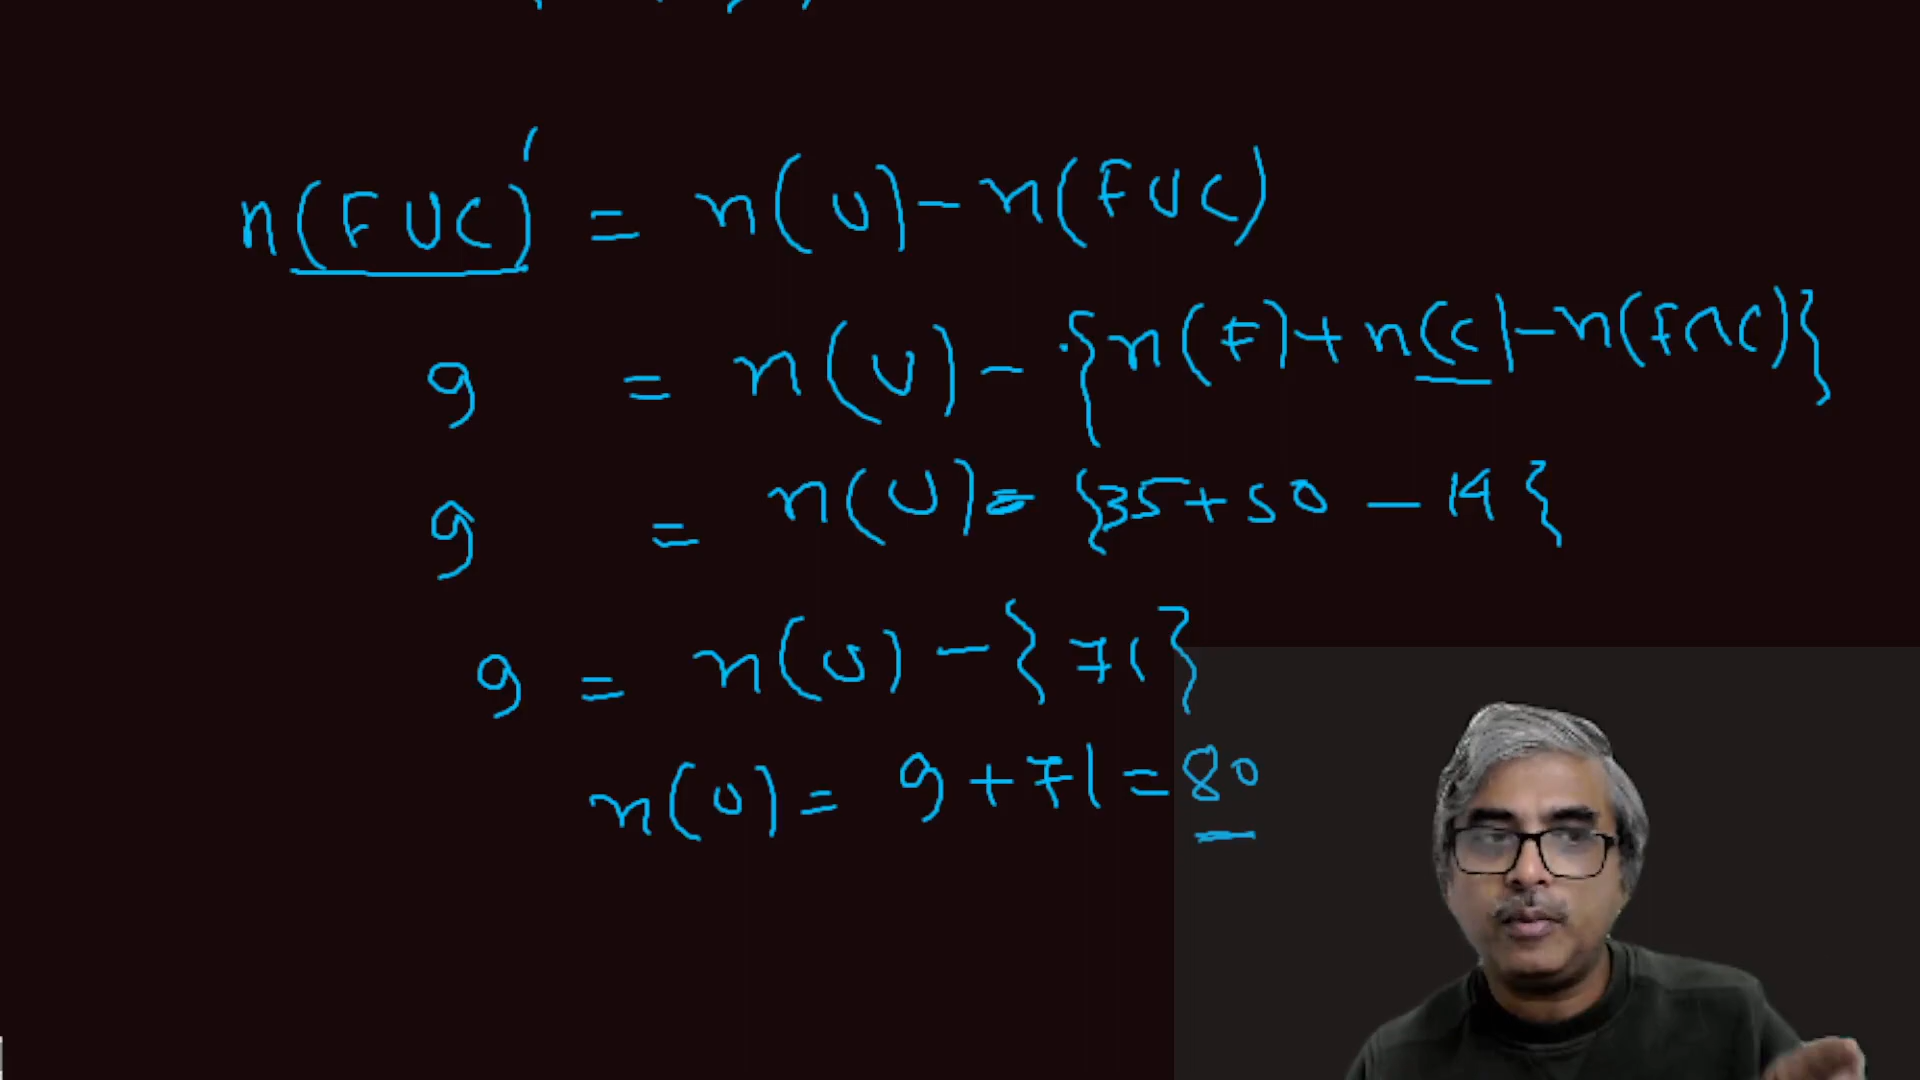 n(F∪C)′ = n(U) - n(F∪C)
9 = n(U) - {n(F) + n(C) - n(F∩C)}
9 = n(U) - {35 + 50 - 14}
9 = n(U) - {71}
n(U) = 9 + 71 = 80